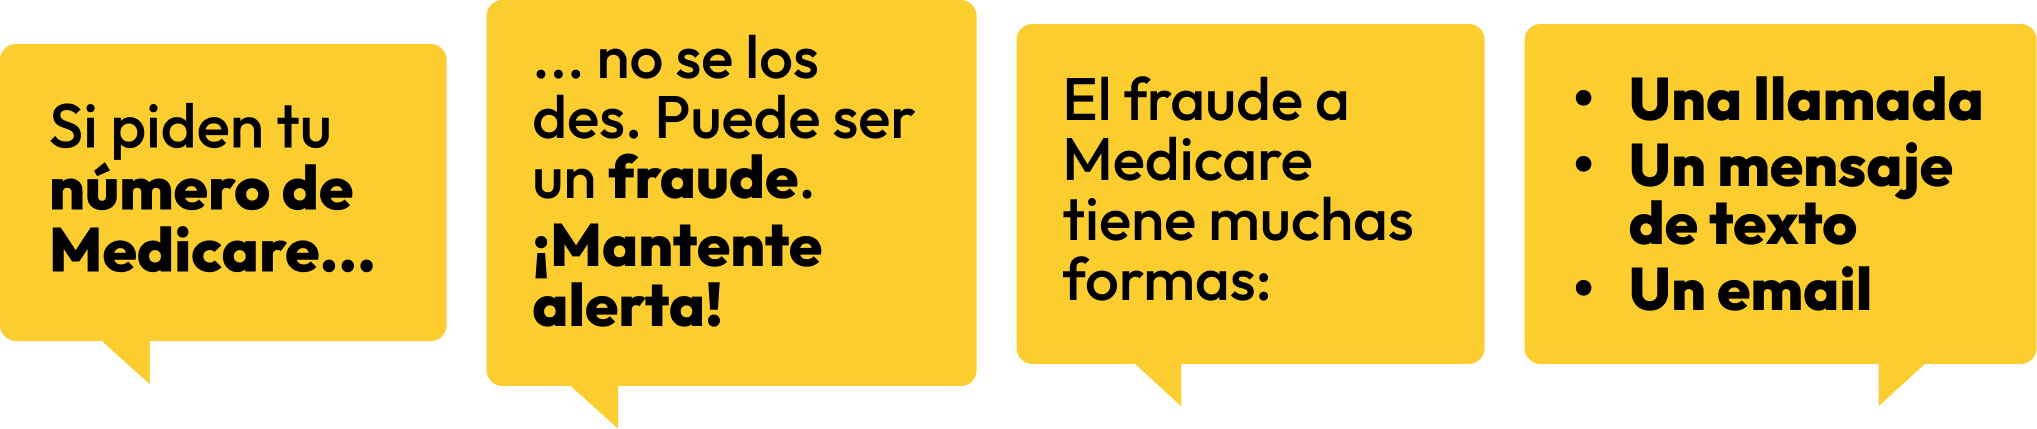 Si piden tu
número de
Medicare...
... no se los
des. Puede ser
un fraude.
¡Mantente
alerta!
El fraude a
Medicare
tiene muchas
formas:
• Una llamada
• Un mensaje
de texto
• Un email